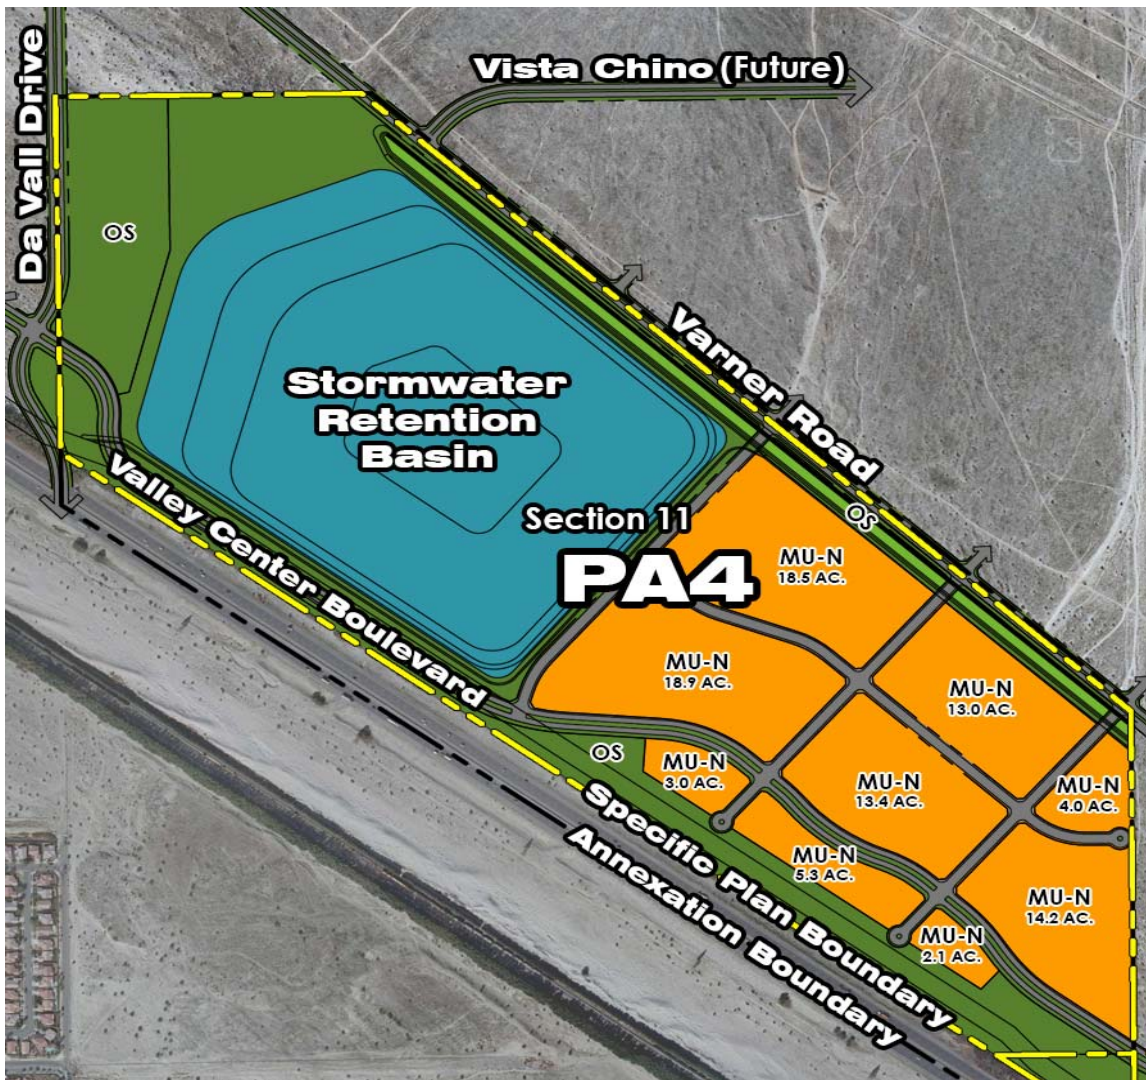 Vista Chino (Future)
Da Vall Drive
OS
Varner Road
Stormwater
Retention
Basin
Valley Center Boulevard
Section 11
PA4
OS
MU-N
18.5 AC.
MU-N
18.9 AC.
MU-N
13.0 AC.
OS
MU-N
3.0 AC.
MU-N
13.4 AC.
MU-N
4.0 AC.
MU-N
5.3 AC.
MU-N
14.2 AC.
MU-N
2.1 AC.
Specific Plan Boundary
Annexation Boundary